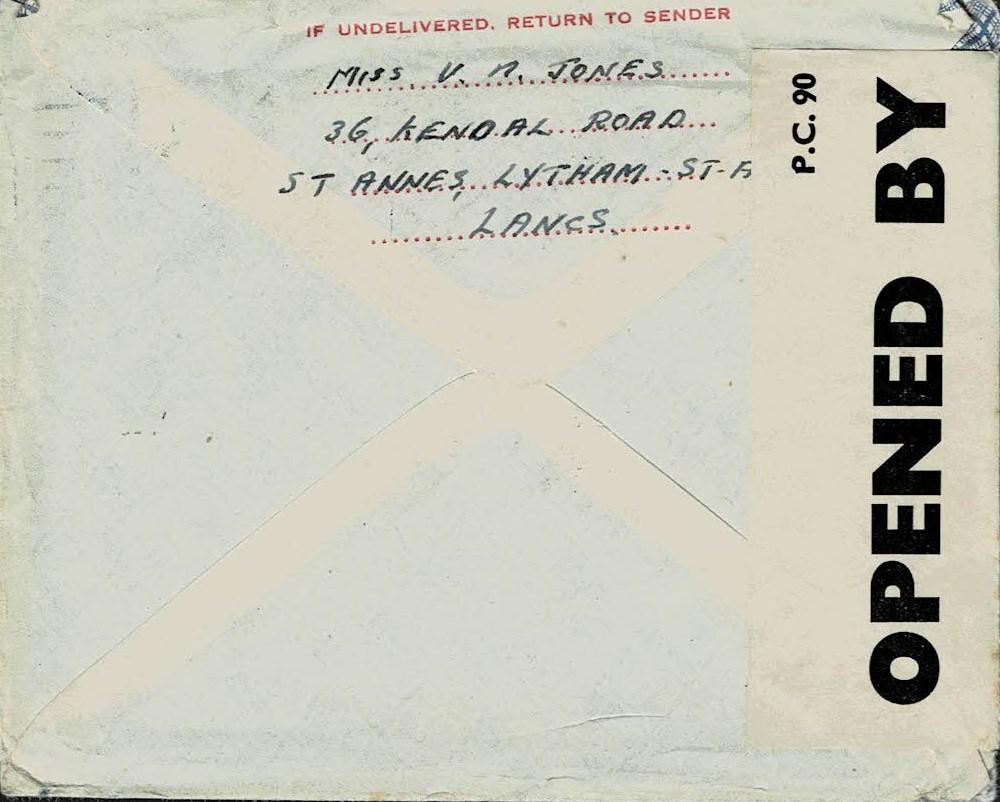 IF UNDELIVERED, RETURN TO SENDER
Miss V. M. JONES
36, KENDAL ROAD
ST ANNES, LYTHAM-ST-A
LANCS
P.C. 90
OPENED BY